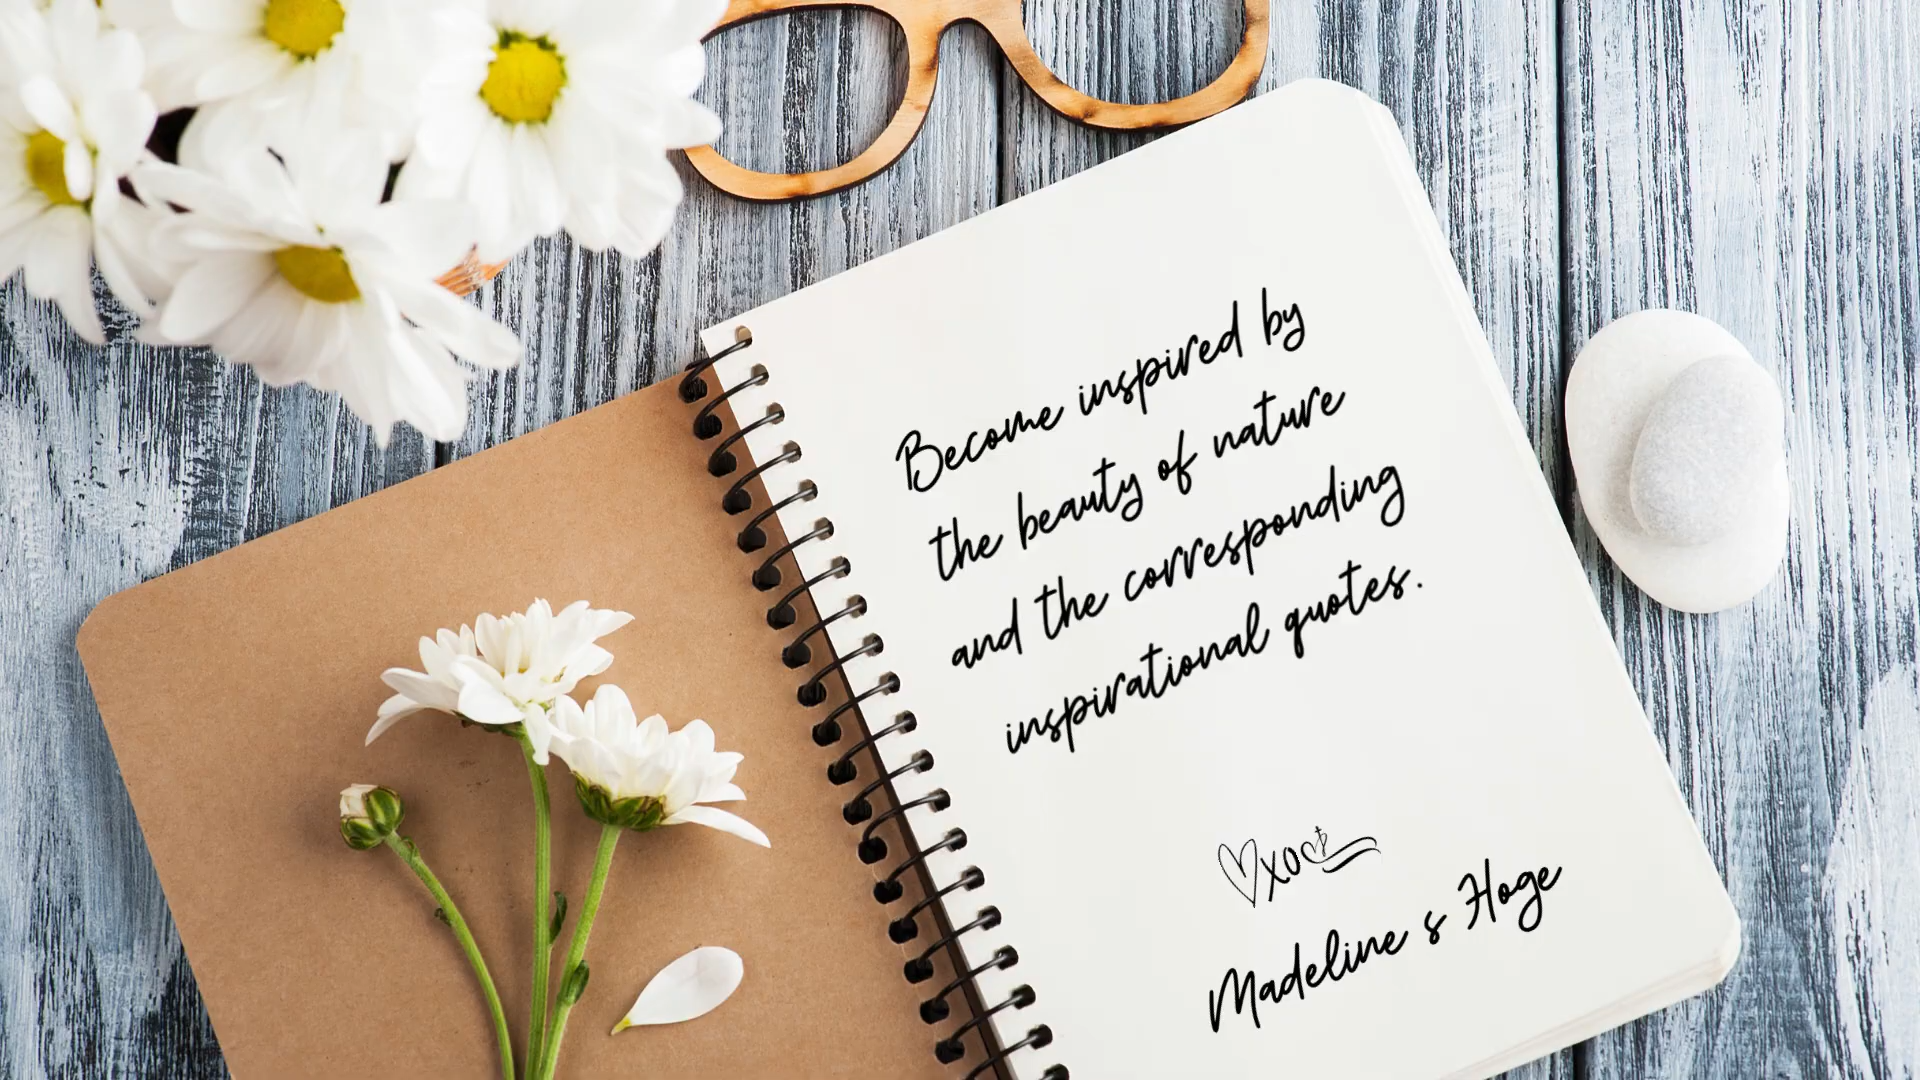 Become inspired by
the beauty of nature
and the corresponding
inspirational quotes.
xo
Madeline s Hoge